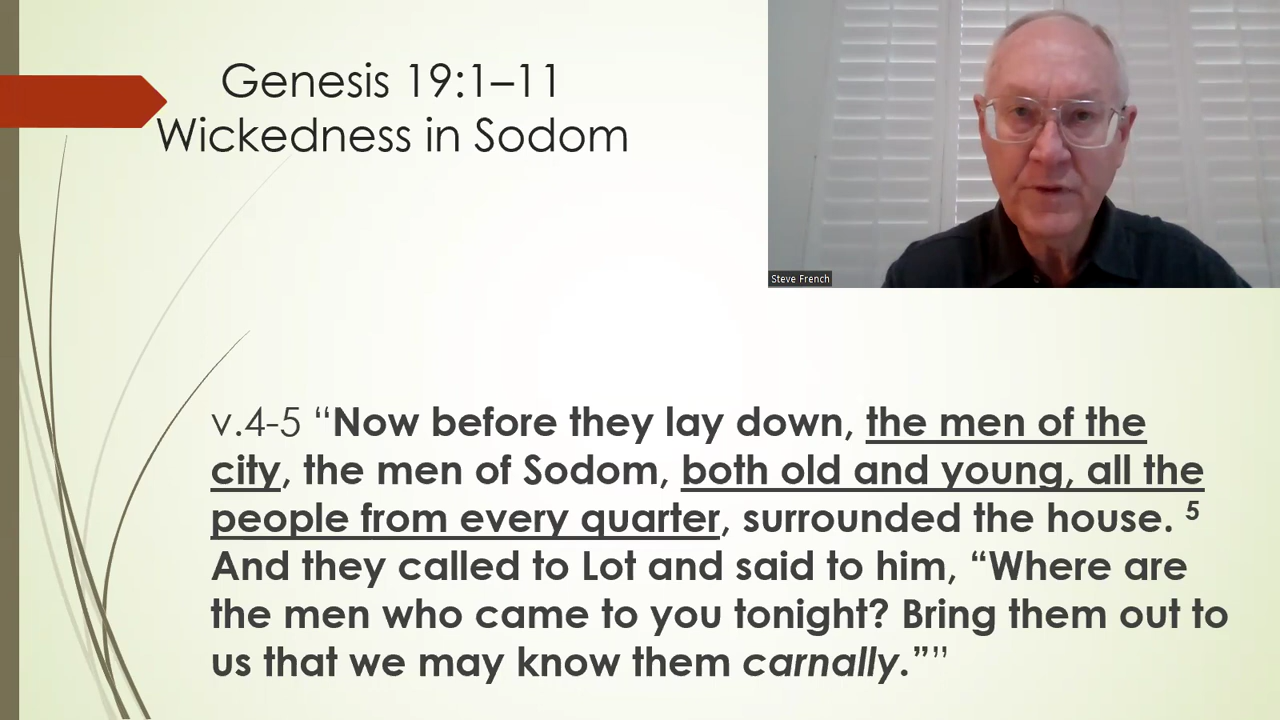 Genesis 19:1–11
Wickedness in Sodom
Steve French
v.4-5 “Now before they lay down, the men of the
city, the men of Sodom, both old and young, all the
people from every quarter, surrounded the house. ⁵
And they called to Lot and said to him, “Where are
the men who came to you tonight? Bring them out to
us that we may know them carnally.””